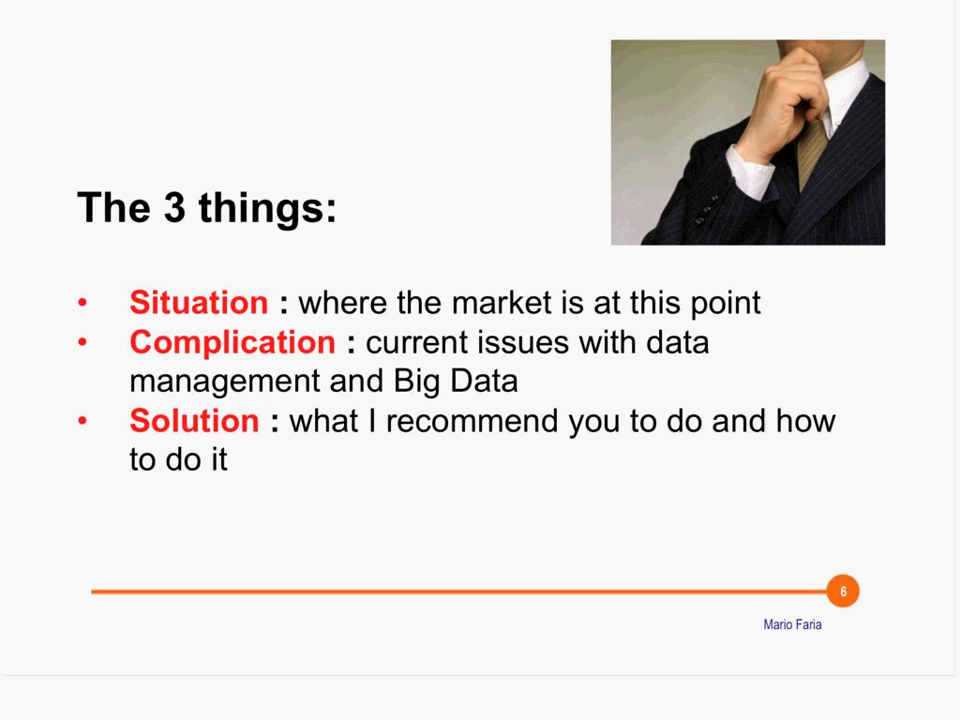 The 3 things:
• Situation : where the market is at this point
• Complication : current issues with data
management and Big Data
• Solution : what I recommend you to do and how
to do it
6
Mario Faria